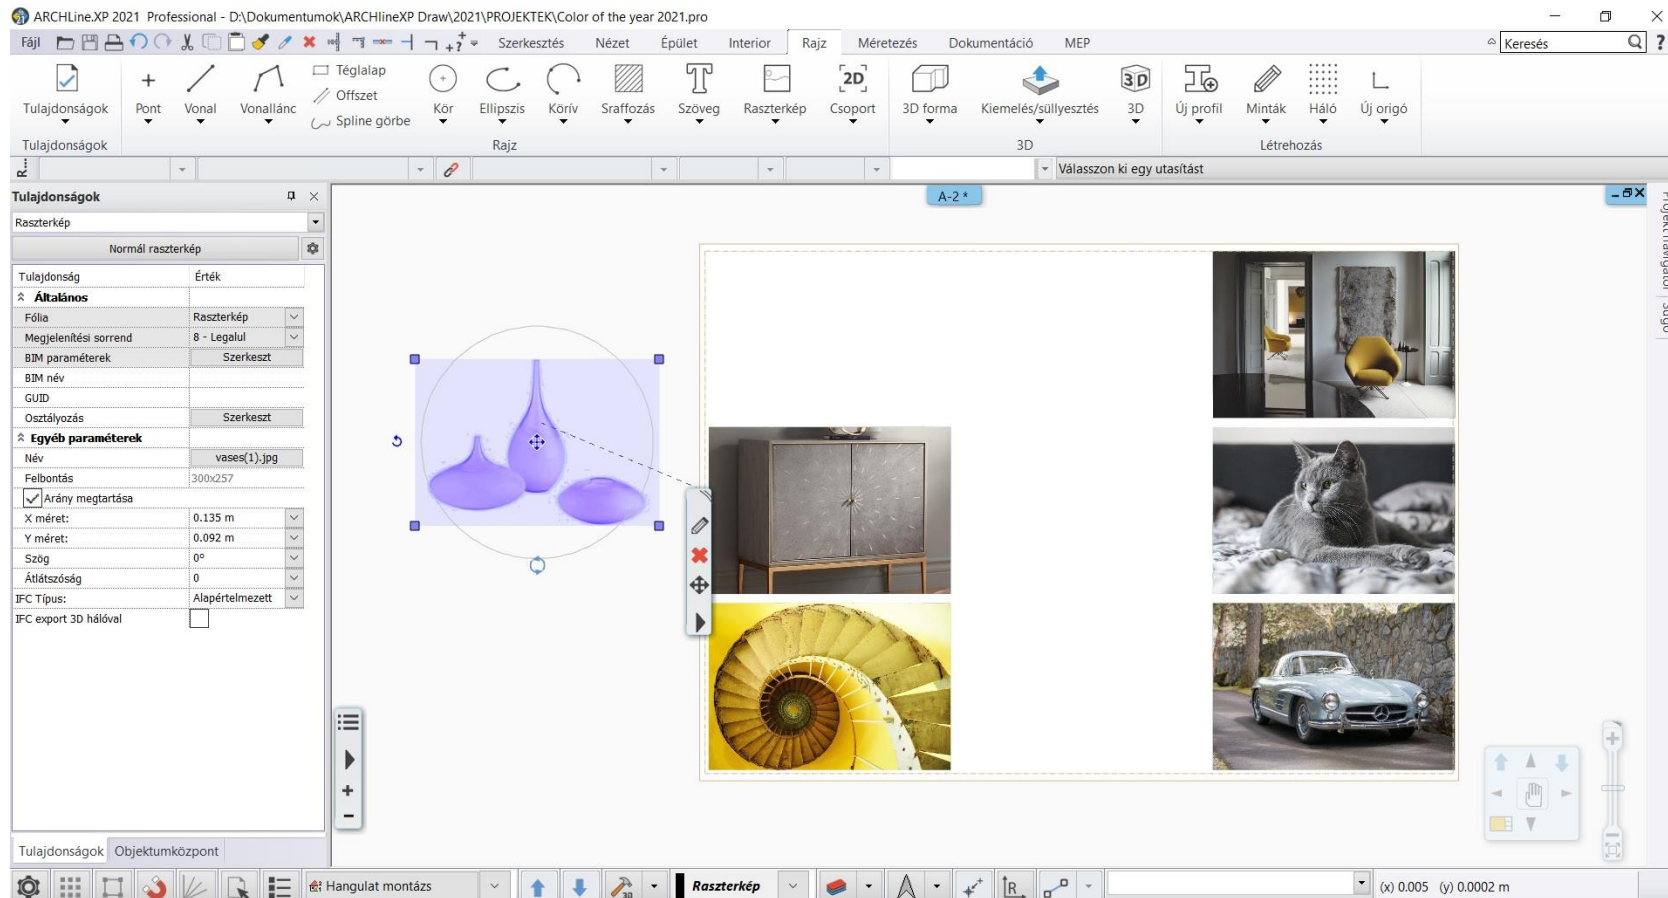 ARCHLine.XP 2021 Professional - D:\Dokumentumok\ARCHlineXP Draw\2021\PROJEKTEK\Color of the year 2021.pro
Fájl Szerkesztés Nézet Épület Interior Rajz Méretezés Dokumentáció MEP Keresés ?
Tulajdonságok Pont Vonal Vonallánc Téglalap Offszet Spline görbe Kör Ellipszis Körív Sraffozás Szöveg Raszterkép 2D Csoport 3D forma Kiemelés/süllyesztés 3D 3D Új profil Minták Háló Új origó
Tulajdonságok Rajz 3D Létrehozás
R... Válasszon ki egy utasítást
Tulajdonságok
A-2 *
Raszterkép
Normál raszterkép
Tulajdonság Érték
Általános
Fólia Raszterkép
Megjelenítési sorrend 8 - Legalul
BIM paraméterek Szerkeszt
BIM név
GUID
Osztályozás Szerkeszt
Egyéb paraméterek
Név vases(1).jpg
Felbontás 300x257
Arány megtartása
X méret: 0.135 m
Y méret: 0.092 m
Szög 0°
Átlátszóság 0
IFC Típus: Alapértelmezett
IFC export 3D hálóval
Projekt navigátor
Súgó
Tulajdonságok Objektumközpont
Hangulat montázs 3D Raszterkép R (x) 0.005 (y) 0.0002 m